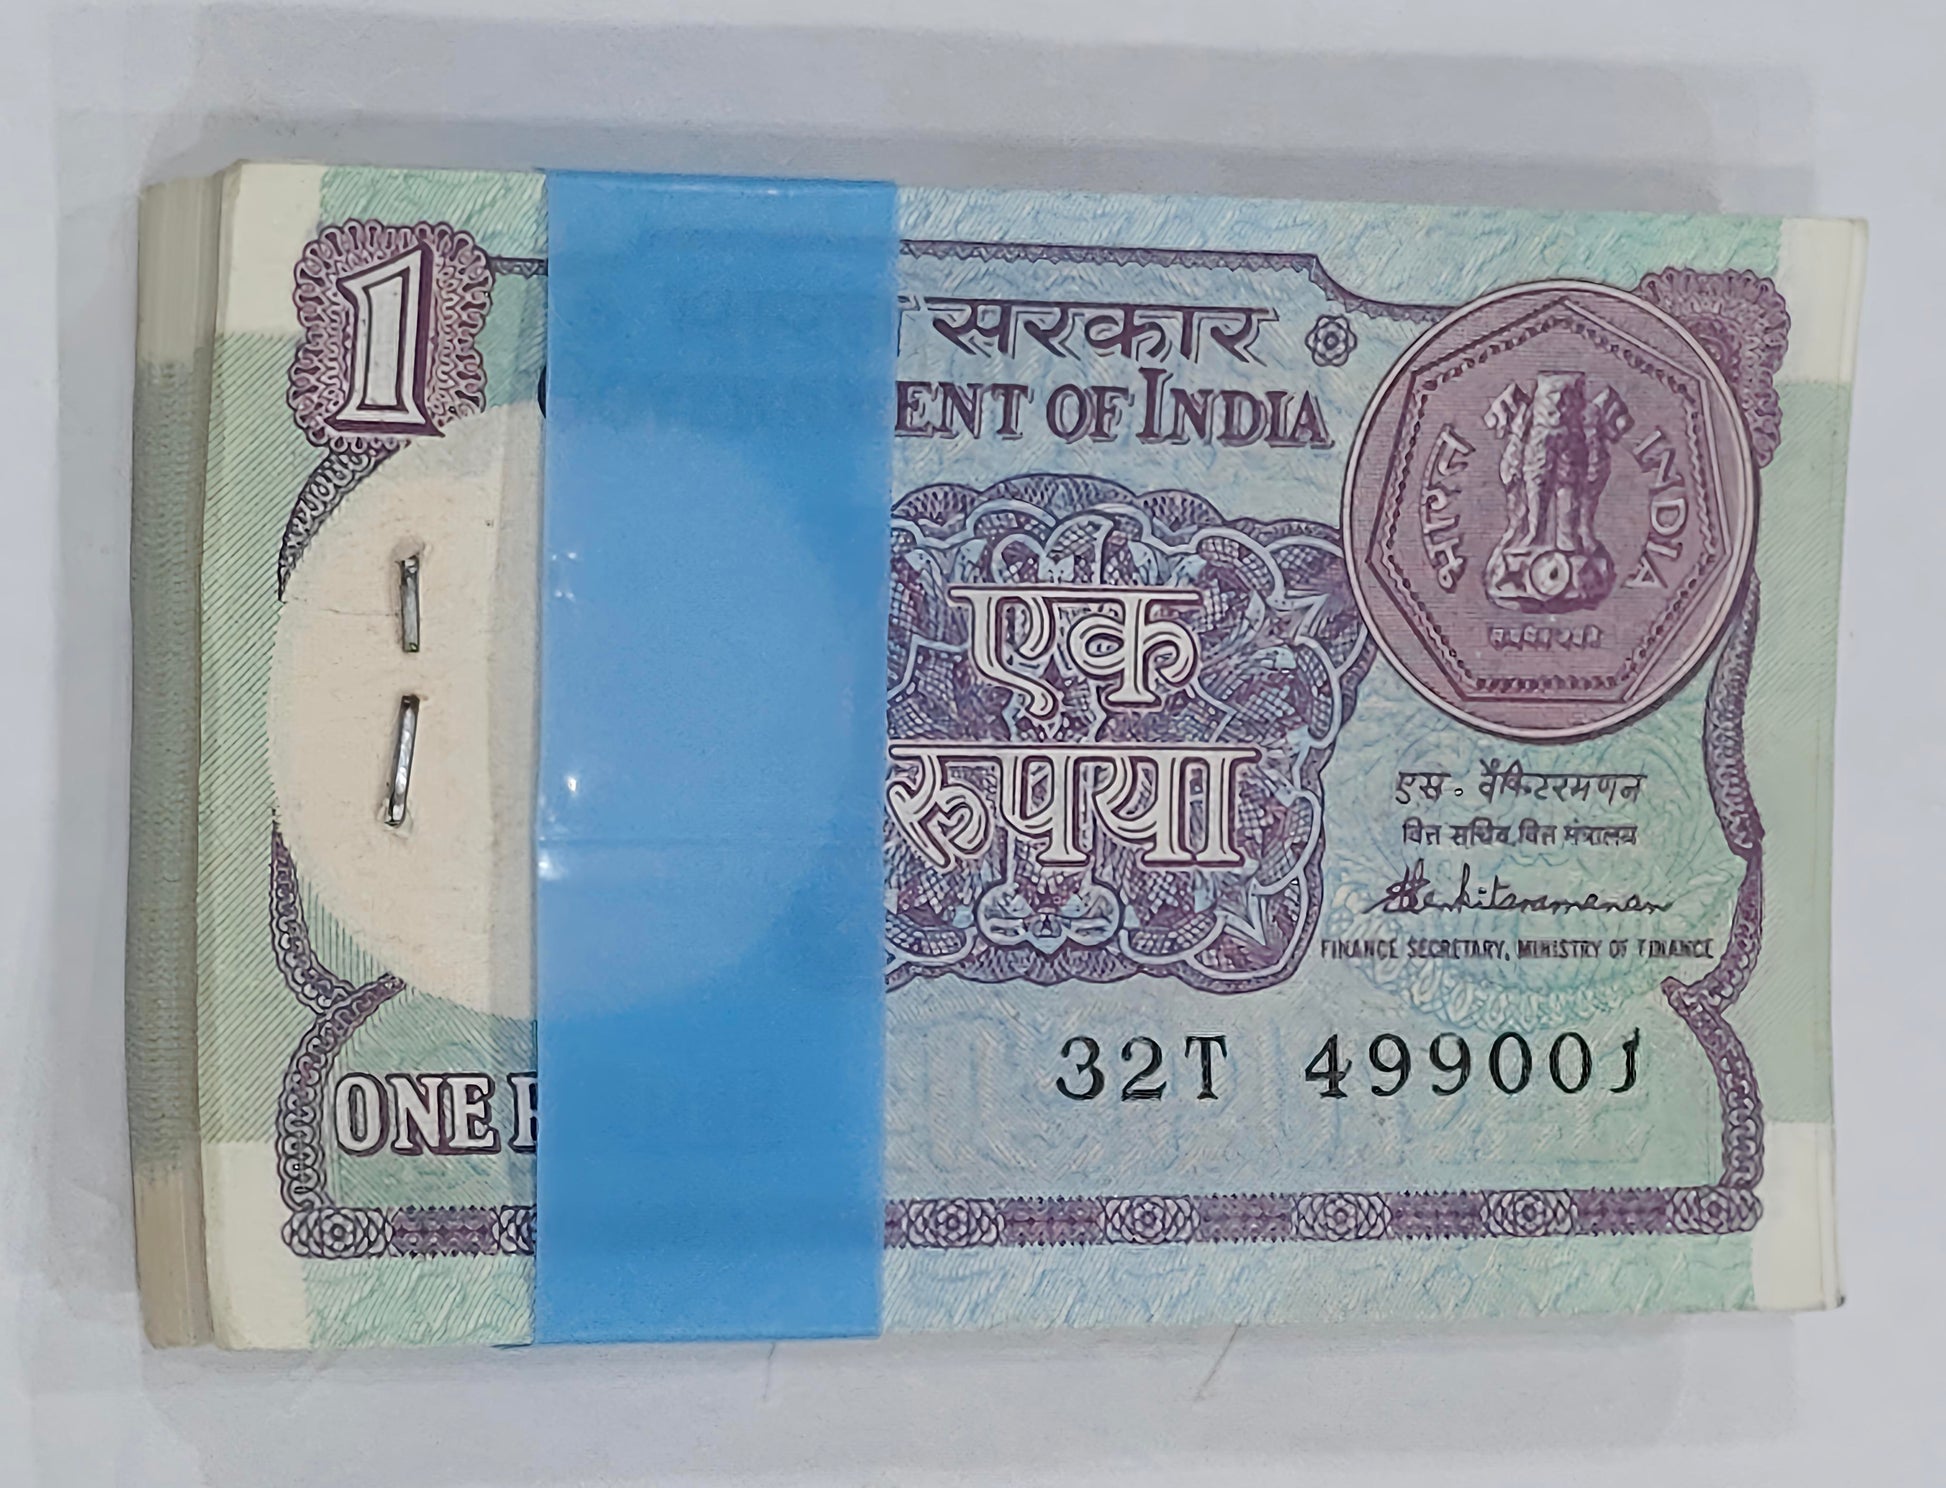 1
सरकार
ENT OF INDIA
भारत
INDIA
एक
रुपया
एस. वेंकिटरमणन
वित्त सचिव, वित्त मंत्रालय
FINANCE SECRETARY, MINISTRY OF FINANCE
32T 499001
ONE